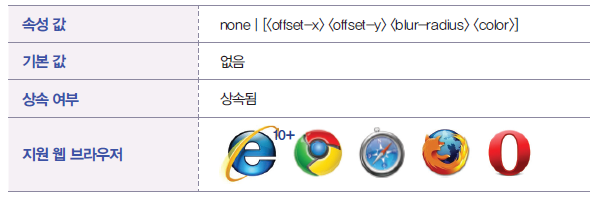 속성 값 none | [〈offset-x〉 〈offset-y〉 〈blur-radius〉 〈color〉]
기본 값 없음
상속 여부 상속됨
지원 웹 브라우저 10+